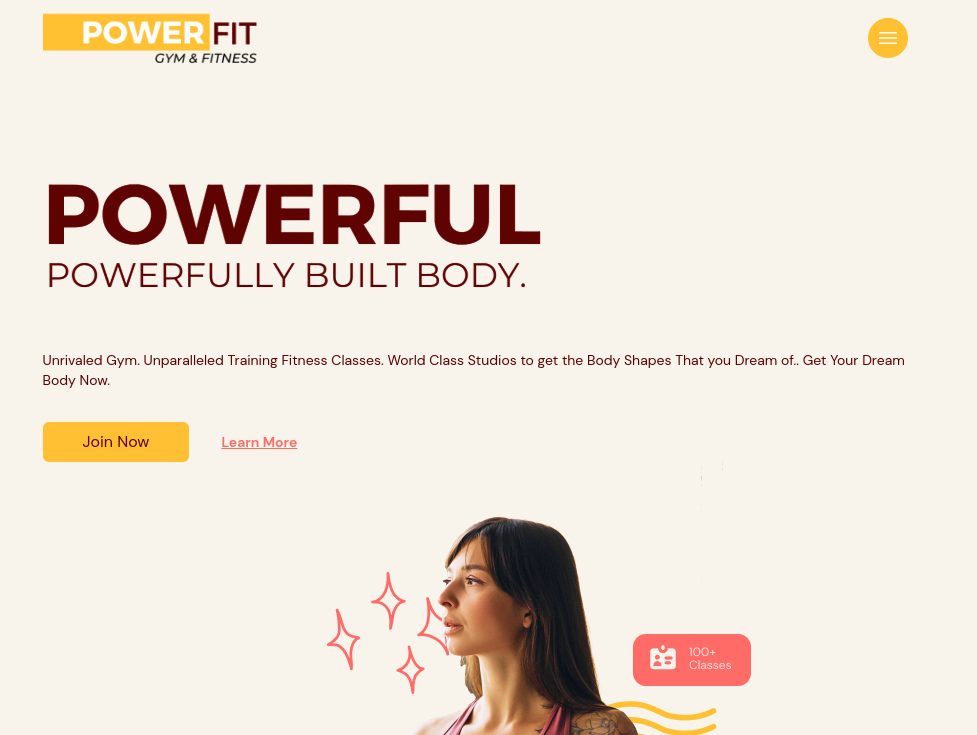 POWER FIT
GYM & FITNESS
POWERFUL
POWERFULLY BUILT BODY.
Unrivaled Gym. Unparalleled Training Fitness Classes. World Class Studios to get the Body Shapes That you Dream of.. Get Your Dream
Body Now.
Join Now
Learn More
100+
Classes